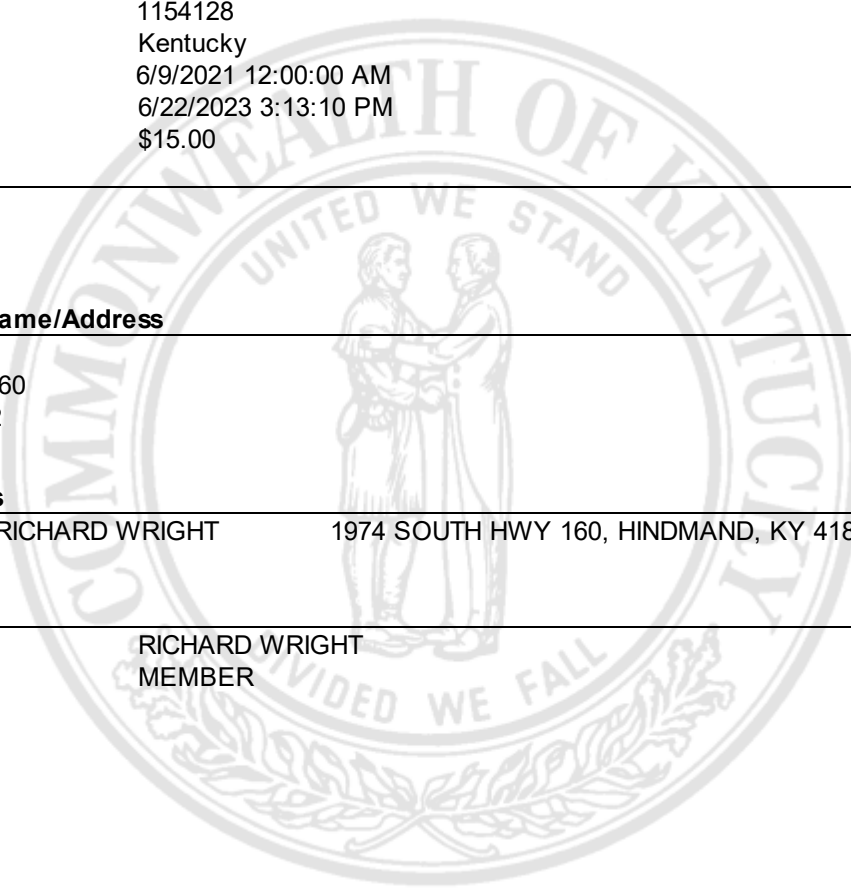 1154128
Kentucky
6/9/2021 12:00:00 AM
6/22/2023 3:13:10 PM
$15.00
COMMONWEALTH OF KENTUCKY
UNITED WE STAND
ame/Address
60
RICHARD WRIGHT 1974 SOUTH HWY 160, HINDMAND, KY 418
RICHARD WRIGHT
MEMBER
DIVIDED WE FALL